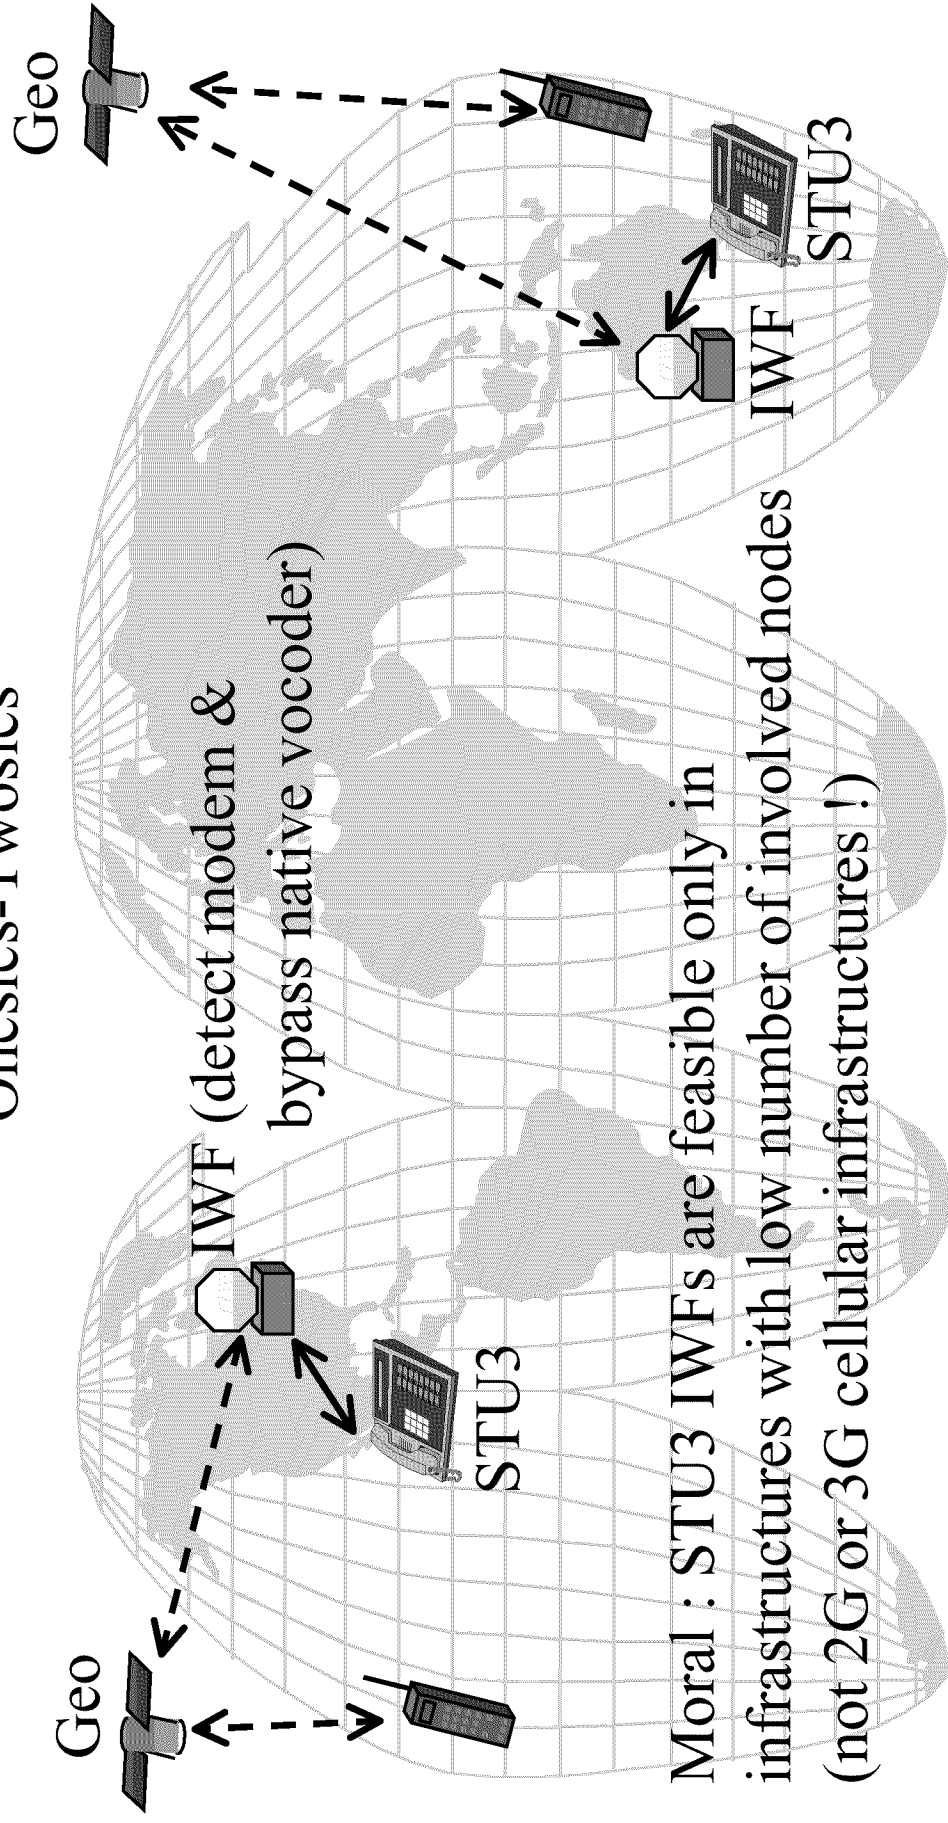 Onesies-Twosies
Geo
Geo
IWF (detect modem &
bypass native vocoder)
STU3
IWF
STU3
Moral : STU3 IWFs are feasible only in
infrastructures with low number of involved nodes
(not 2G or 3G cellular infrastructures !)